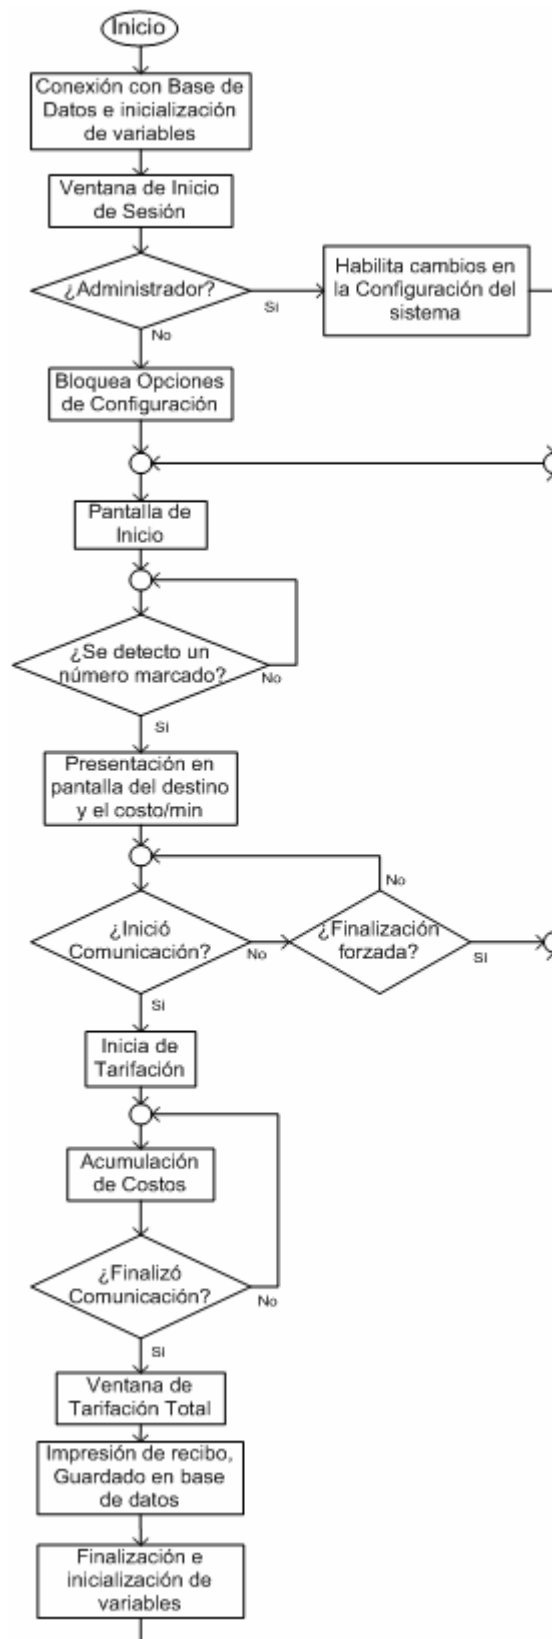 Inicio
Conexión con Base de
Datos e inicialización
de variables
Ventana de Inicio
de Sesión
¿Administrador?
Si
Habilita cambios en
la Configuración del
sistema
No
Bloquea Opciones
de Configuración
Pantalla de
Inicio
¿Se detecto un
número marcado?
No
Si
Presentación en
pantalla del destino
y el costo/min
No
¿Inició
Comunicación?
No
¿Finalización
forzada?
Si
Si
Inicia de
Tarifación
Acumulación
de Costos
¿Finalizó
Comunicación?
No
Si
Ventana de
Tarifación Total
Impresión de recibo,
Guardado en base
de datos
Finalización e
inicialización de
variables